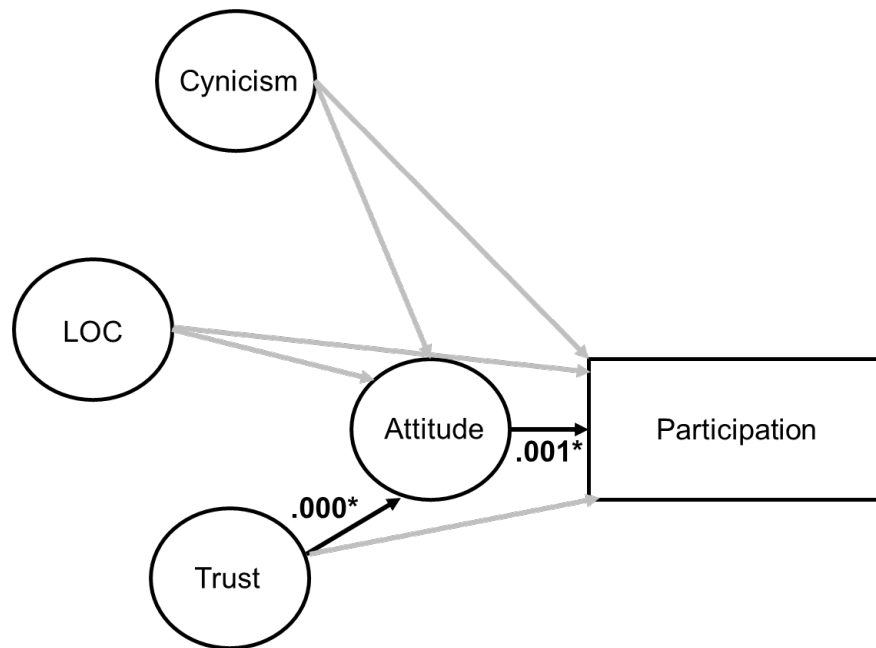 Cynicism
LOC
Attitude
Participation
.001*
.000*
Trust